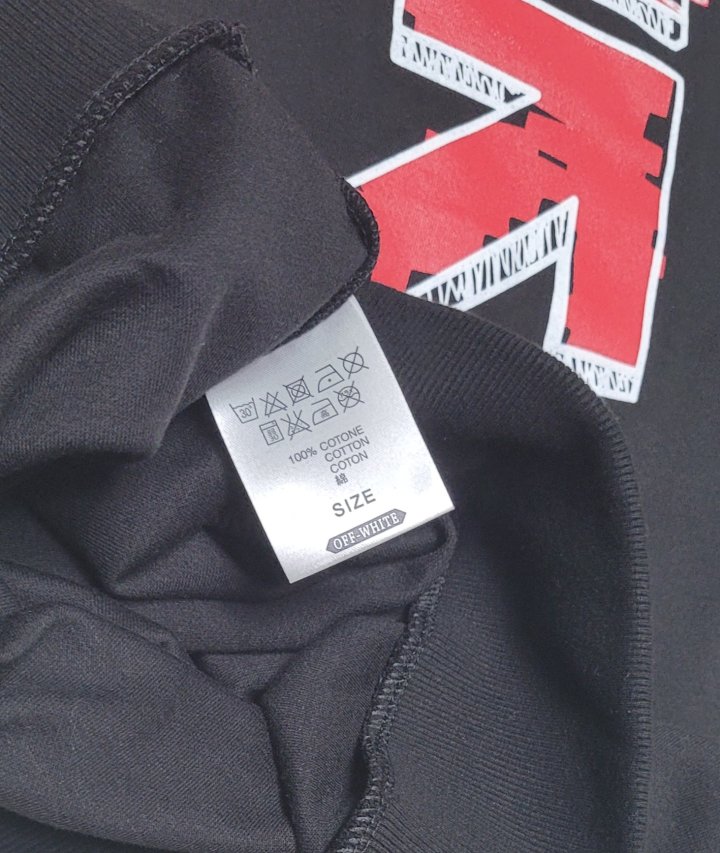 30°
100% COTONE
COTTON
COTON
綿
SIZE
OFF-WHITE